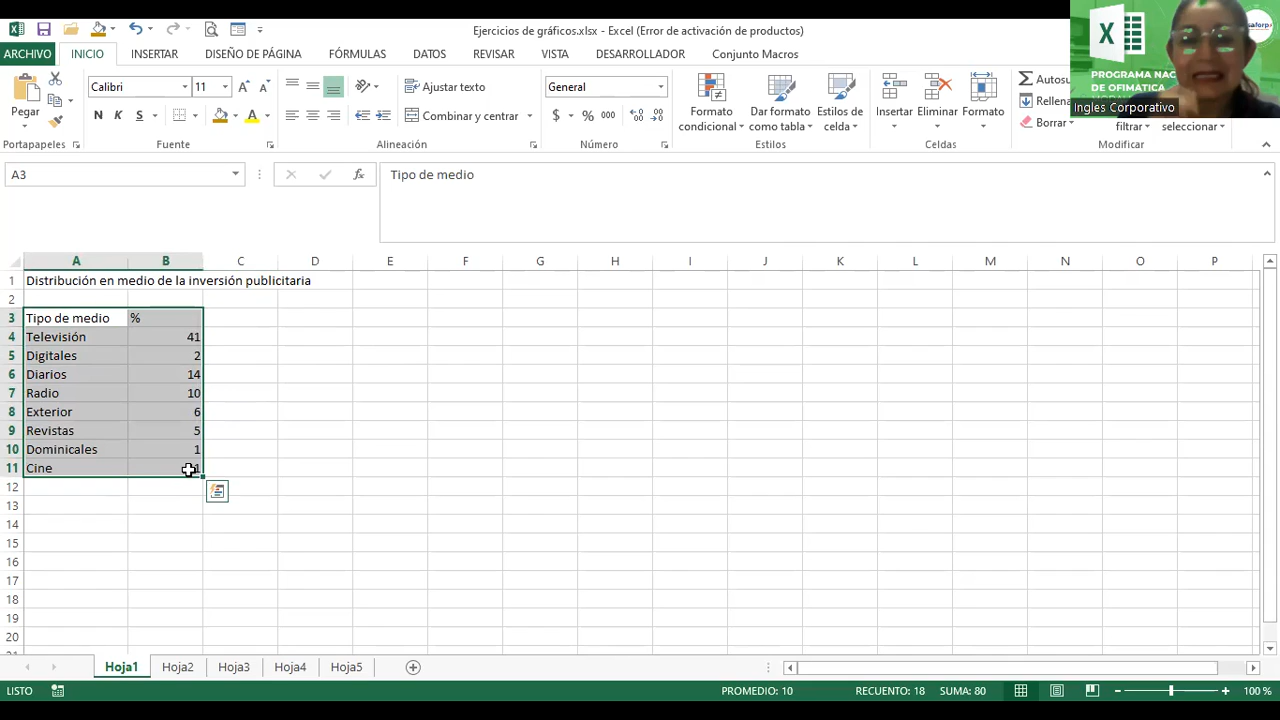 Ejercicios de gráficos.xlsx - Excel (Error de activación de productos)
ARCHIVO INICIO INSERTAR DISEÑO DE PÁGINA FÓRMULAS DATOS REVISAR VISTA DESARROLLADOR Conjunto Macros
PROGRAMA NAC
DE OFIMÁTICA
Ingles Corporativo
Pegar
Calibri 11
N K S
Ajustar texto
Combinar y centrar
General
$ % 000
Formato condicional
Dar formato como tabla
Estilos de celda
Insertar Eliminar Formato
Autosu
Rellena
Borrar
filtrar seleccionar
Portapapeles Fuente Alineación Número Estilos Celdas Modificar
A3 fx Tipo de medio
A B C D E F G H I J K L M N O P
1 Distribución en medio de la inversión publicitaria
2
3 Tipo de medio %
4 Televisión 41
5 Digitales 2
6 Diarios 14
7 Radio 10
8 Exterior 6
9 Revistas 5
10 Dominicales 1
11 Cine 1
12
13
14
15
16
17
18
19
20
Hoja1 Hoja2 Hoja3 Hoja4 Hoja5
LISTO PROMEDIO: 10 RECUENTO: 18 SUMA: 80 100 %